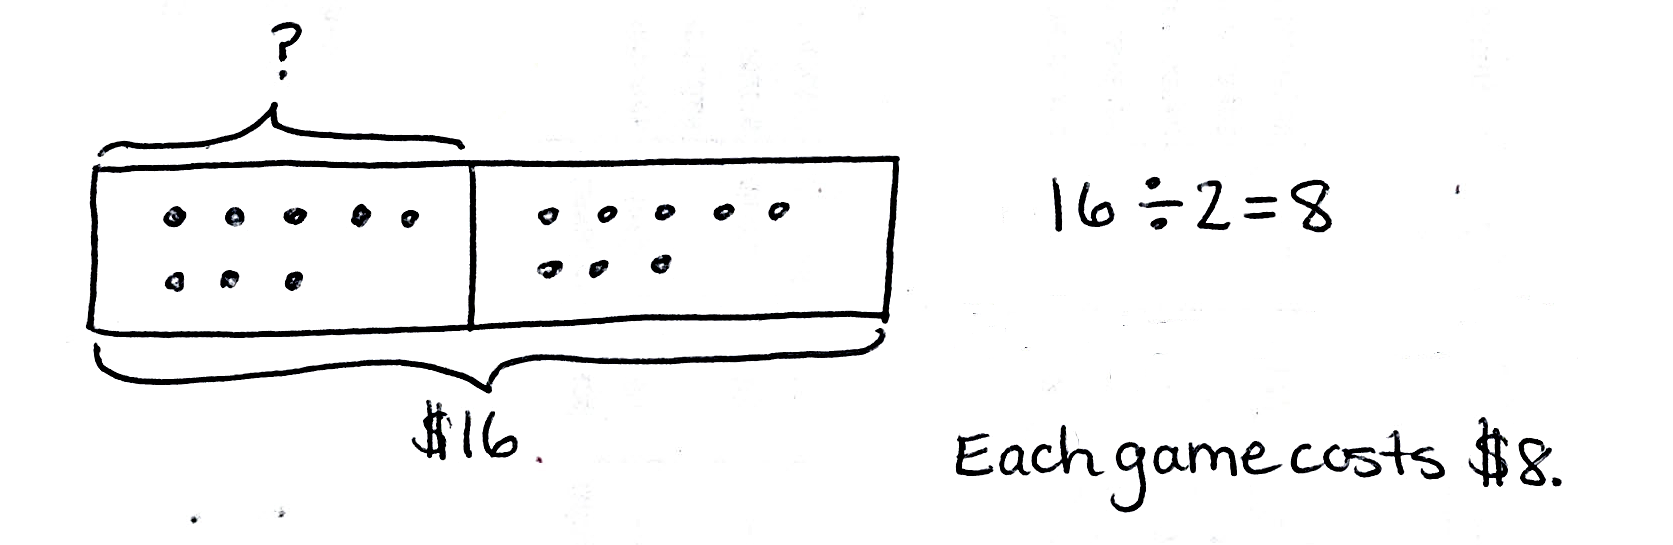 ?
16 ÷ 2 = 8
$16.
Each game costs $8.